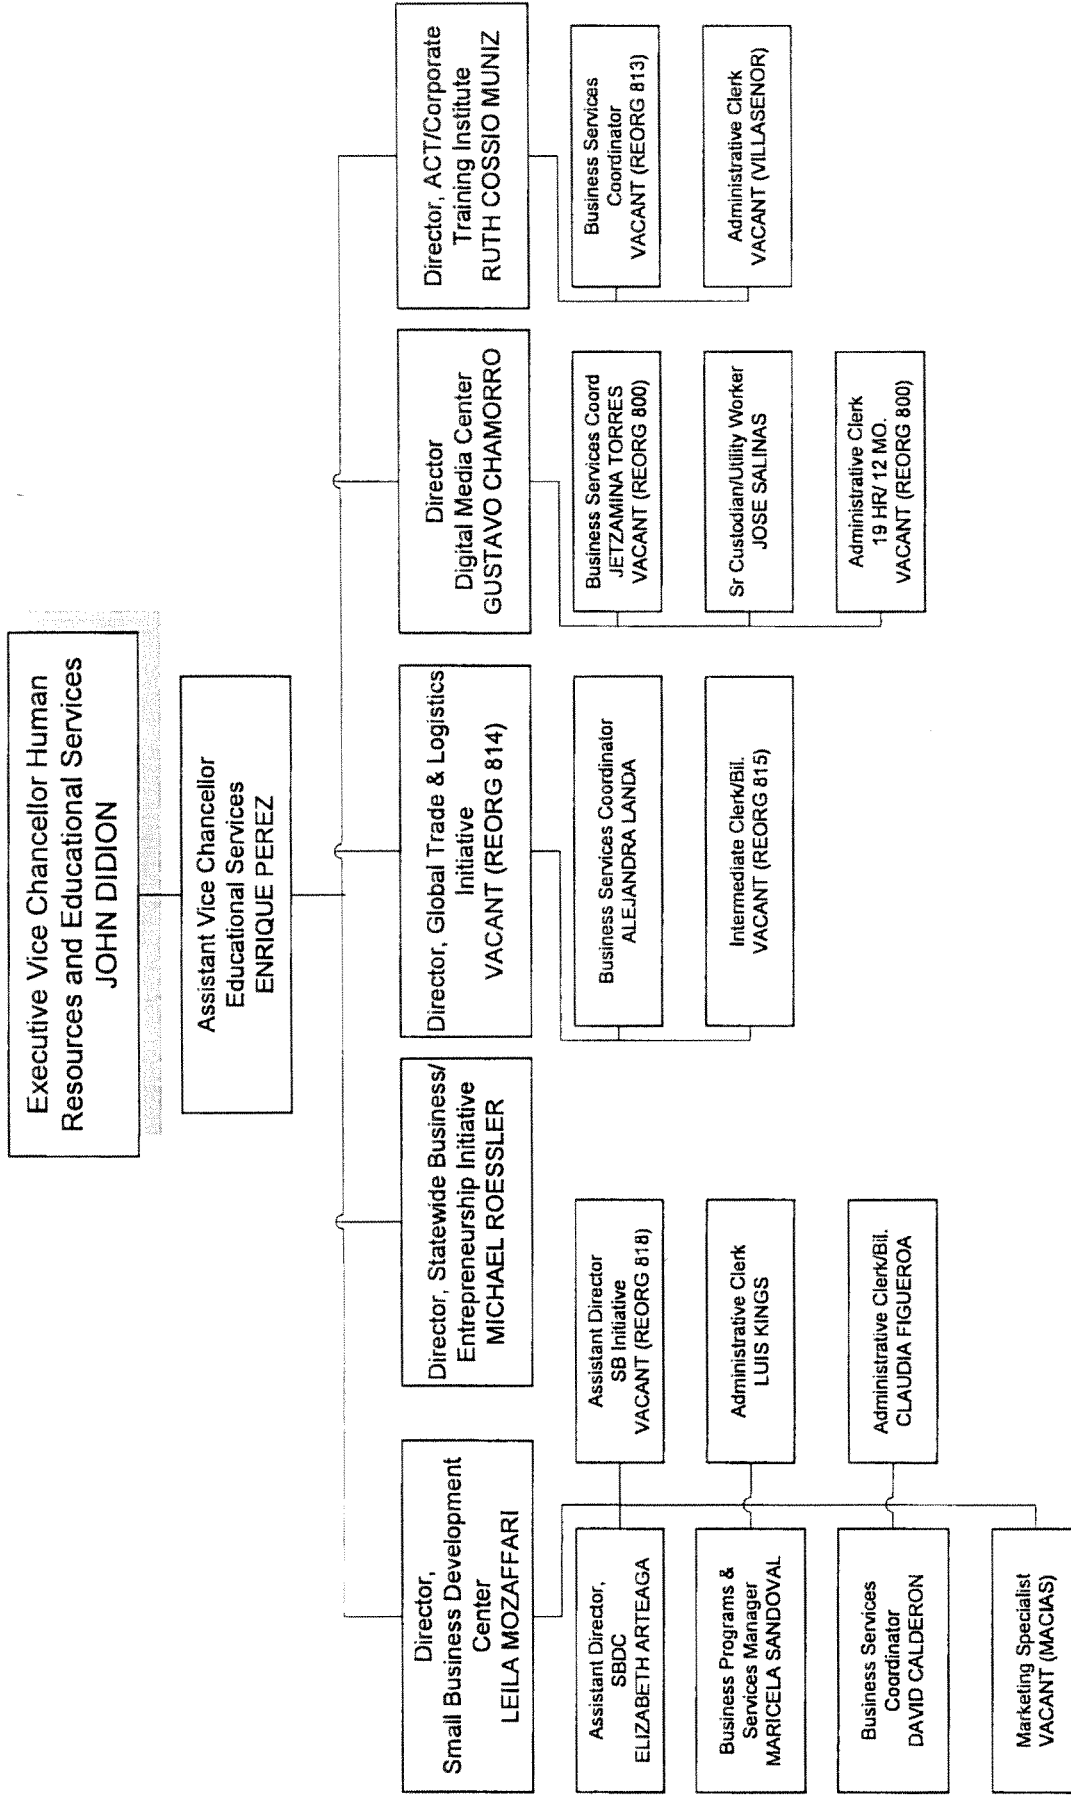 Executive Vice Chancellor Human
Resources and Educational Services
JOHN DIDION
Assistant Vice Chancellor
Educational Services
ENRIQUE PEREZ
Director,
Small Business Development
Center
LEILA MOZAFFARI
Director, Statewide Business/
Entrepreneurship Initiative
MICHAEL ROESSLER
Director, Global Trade & Logistics
Initiative
VACANT (REORG 814)
Director
Digital Media Center
GUSTAVO CHAMORRO
Director, ACT/Corporate
Training Institute
RUTH COSSIO MUNIZ
Assistant Director,
SBDC
ELIZABETH ARTEAGA
Assistant Director
SB Initiative
VACANT (REORG 818)
Business Programs &
Services Manager
MARICELA SANDOVAL
Administrative Clerk
LUIS KINGS
Business Services
Coordinator
DAVID CALDERON
Administrative Clerk/Bil.
CLAUDIA FIGUEROA
Marketing Specialist
VACANT (MACIAS)
Business Services Coordinator
ALEJANDRA LANDA
Intermediate Clerk/Bil.
VACANT (REORG 815)
Business Services Coord
JETZAMINA TORRES
VACANT (REORG 800)
Sr Custodian/Utility Worker
JOSE SALINAS
Administrative Clerk
19 HR/ 12 MO.
VACANT (REORG 800)
Business Services
Coordinator
VACANT (REORG 813)
Administrative Clerk
VACANT (VILLASENOR)